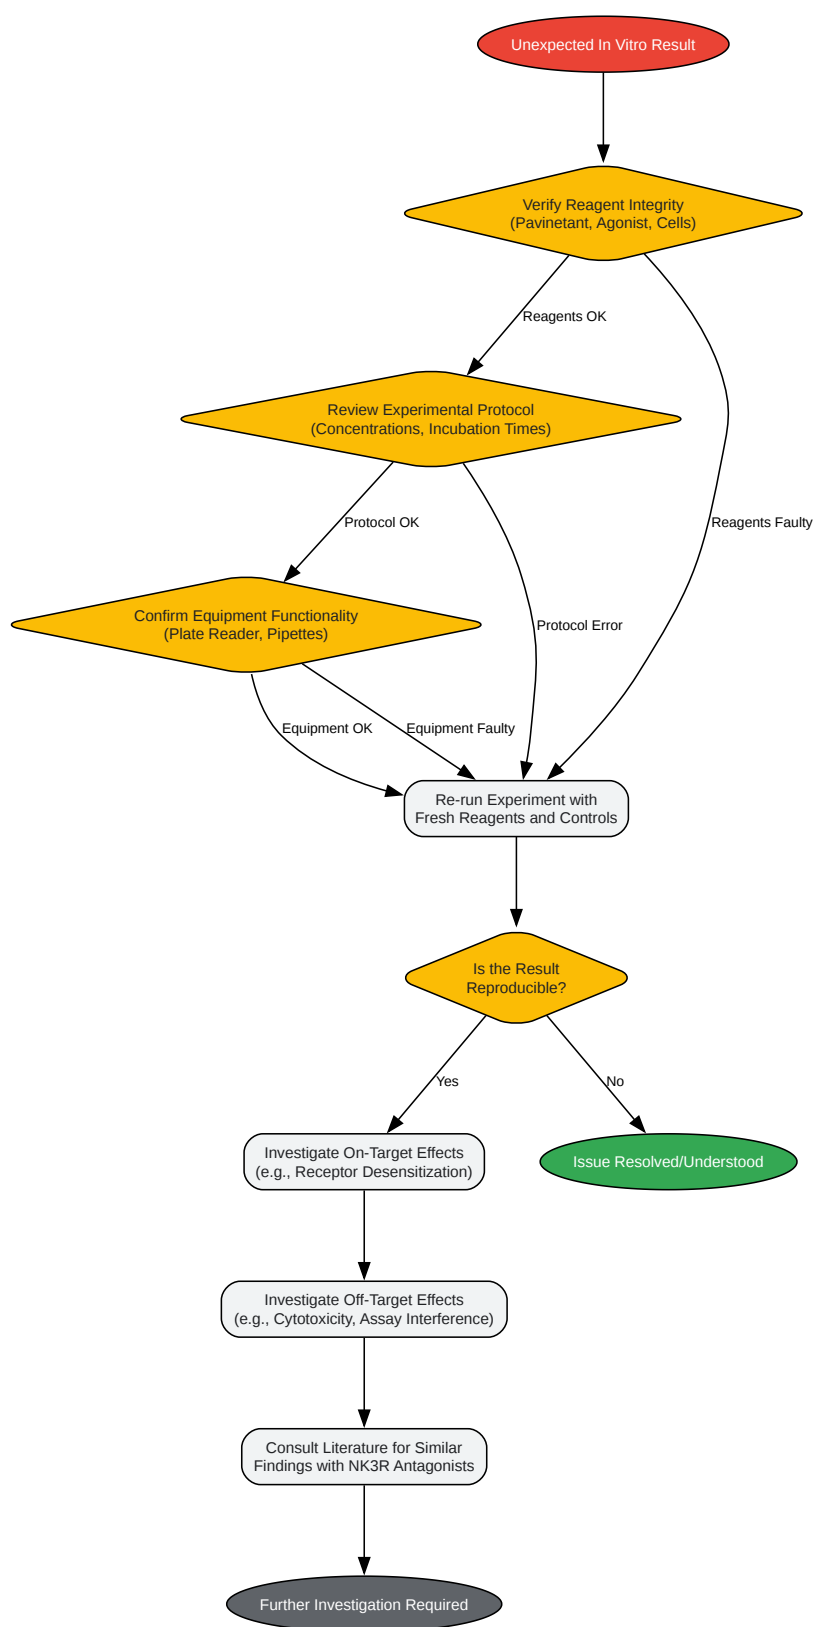 Unexpected In Vitro Result
Verify Reagent Integrity
(Pavinetant, Agonist, Cells)
Reagents OK
Review Experimental Protocol
(Concentrations, Incubation Times)
Protocol OK
Reagents Faulty
Confirm Equipment Functionality
(Plate Reader, Pipettes)
Protocol Error
Equipment OK
Equipment Faulty
Re-run Experiment with
Fresh Reagents and Controls
Is the Result
Reproducible?
Yes
No
Investigate On-Target Effects
(e.g., Receptor Desensitization)
Issue Resolved/Understood
Investigate Off-Target Effects
(e.g., Cytotoxicity, Assay Interference)
Consult Literature for Similar
Findings with NK3R Antagonists
Further Investigation Required